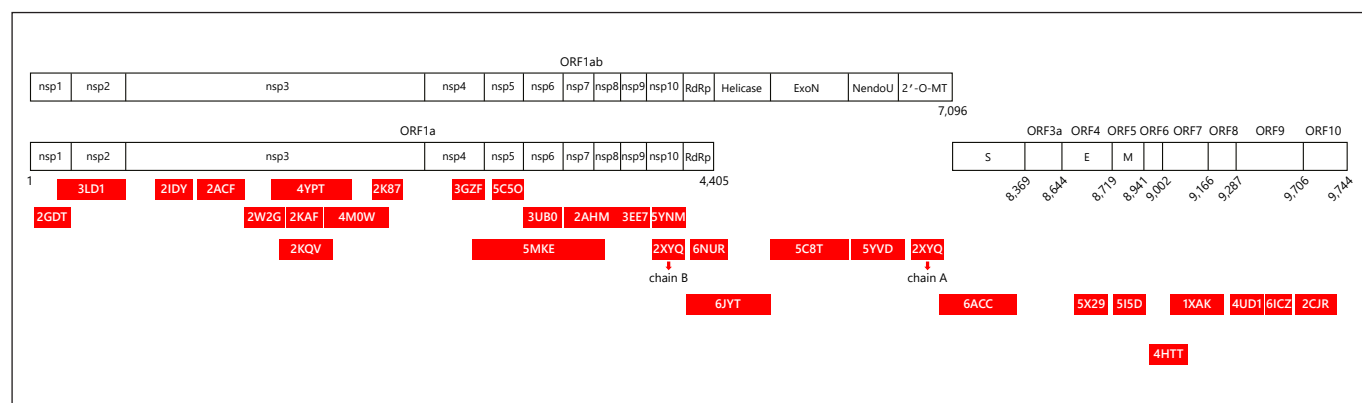 ORF1ab
nsp1 nsp2 nsp3 nsp4 nsp5 nsp6 nsp7 nsp8 nsp9 nsp10 RdRp Helicase ExoN NendoU 2′-O-MT
7,096
ORF1a ORF3a ORF4 ORF5 ORF6 ORF7 ORF8 ORF9 ORF10
nsp1 nsp2 nsp3 nsp4 nsp5 nsp6 nsp7 nsp8 nsp9 nsp10 RdRp S E M
1 4,405 8,369 8,644 8,719 8,941 9,002 9,166 9,287 9,706 9,744
3LD1 2IDY 2ACF 4YPT 2K87 3GZF 5C5O
2GDT 2W2G 2KAF 4M0W 3UB0 2AHM 3EE7 5YNM
2KQV 5MKE 2XYQ 6NUR 5C8T 5YVD 2XYQ
chain B chain A
6JYT 6ACC 5X29 5I5D 1XAK 4UD1 6ICZ 2CJR
4HTT